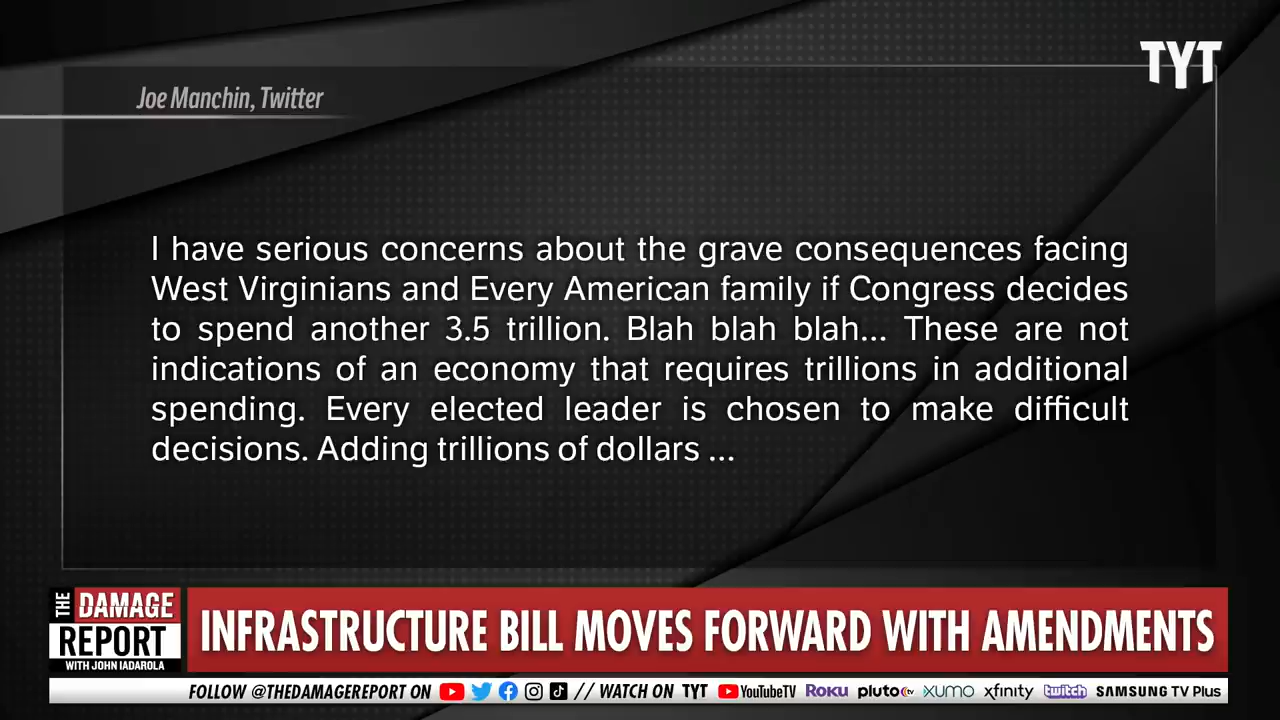 TYT
Joe Manchin, Twitter
I have serious concerns about the grave consequences facing
West Virginians and Every American family if Congress decides
to spend another 3.5 trillion. Blah blah blah... These are not
indications of an economy that requires trillions in additional
spending. Every elected leader is chosen to make difficult
decisions. Adding trillions of dollars ...
THE DAMAGE
REPORT
WITH JOHN IADAROLA
INFRASTRUCTURE BILL MOVES FORWARD WITH AMENDMENTS
FOLLOW @THEDAMAGEREPORT ON // WATCH ON TYT YouTubeTV Roku pluto tv xumo xfinity twitch SAMSUNG TV Plus